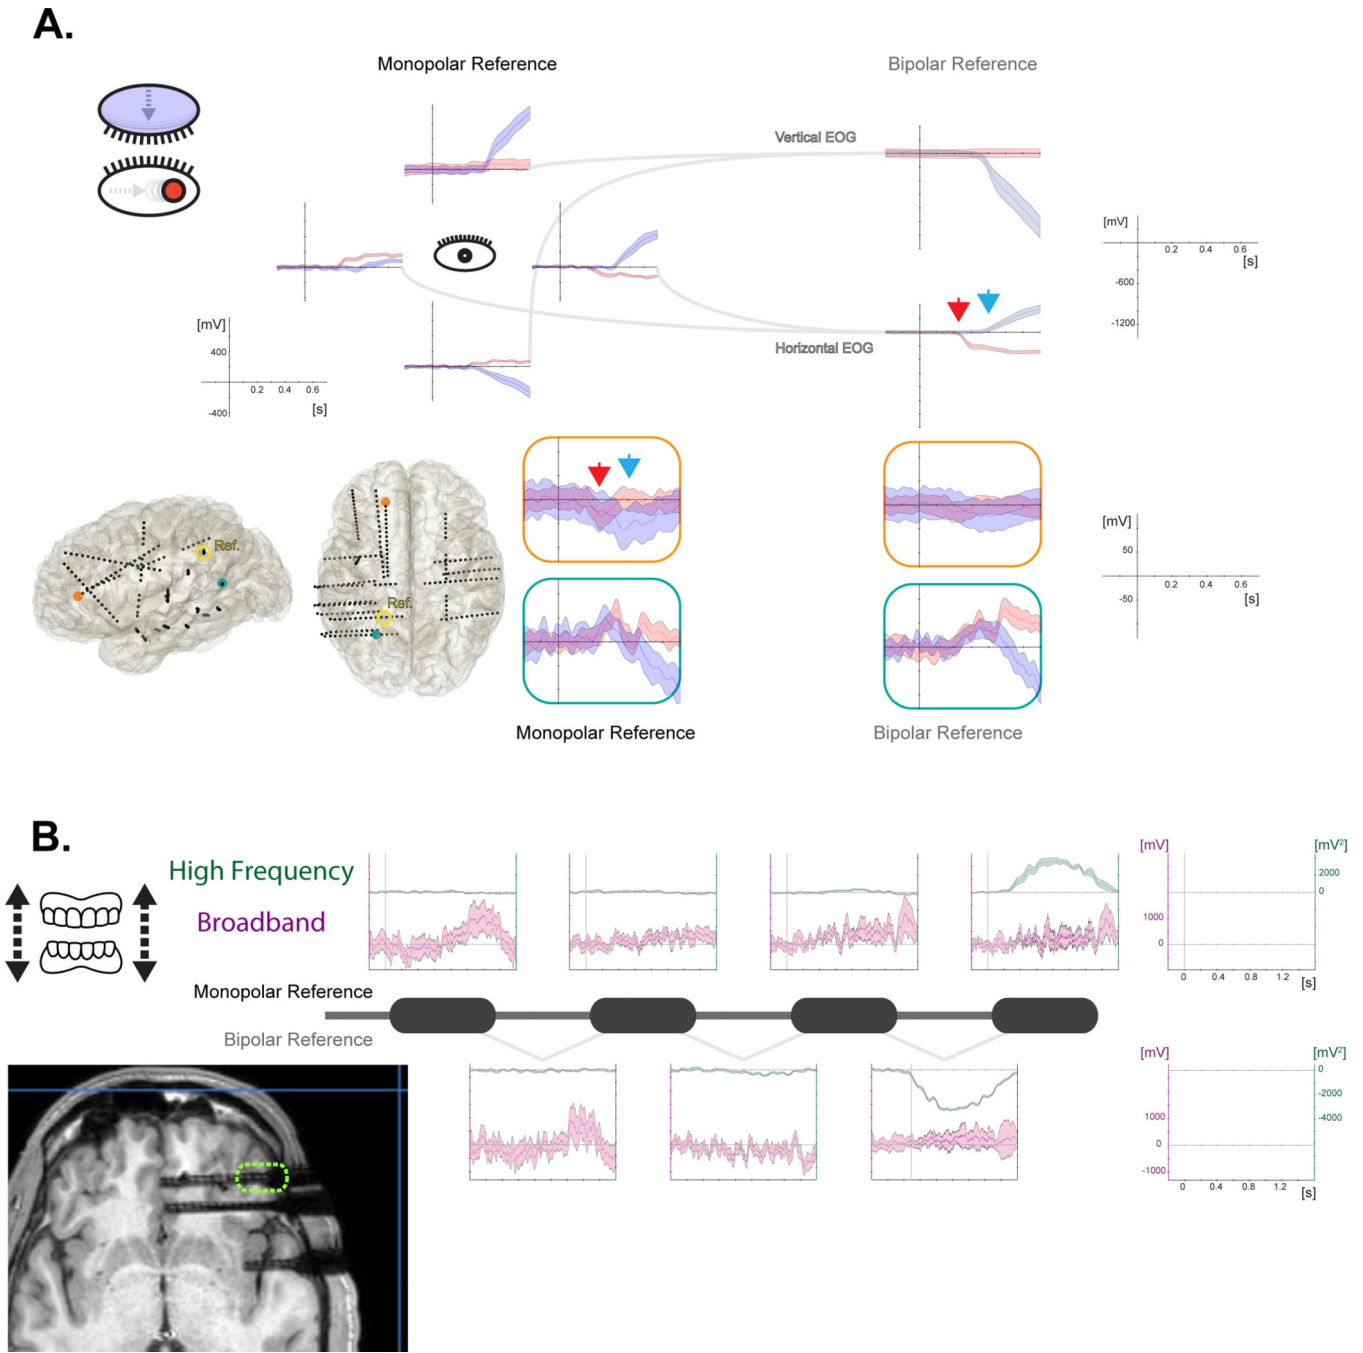 A.
Monopolar Reference
Bipolar Reference
Vertical EOG
[mV]
0.2 0.4 0.6
[s]
-600
-1200
[mV]
400
0.2 0.4 0.6
-400
[s]
Horizontal EOG
Ref.
Ref.
[mV]
50
0.2 0.4 0.6
-50
[s]
Monopolar Reference
Bipolar Reference
B.
High Frequency
Broadband
[mV]
[mV²]
2000
0
1000
0
0 0.4 0.8 1.2
[s]
Monopolar Reference
Bipolar Reference
[mV]
[mV²]
0
-2000
-4000
1000
0
-1000
0 0.4 0.8 1.2
[s]